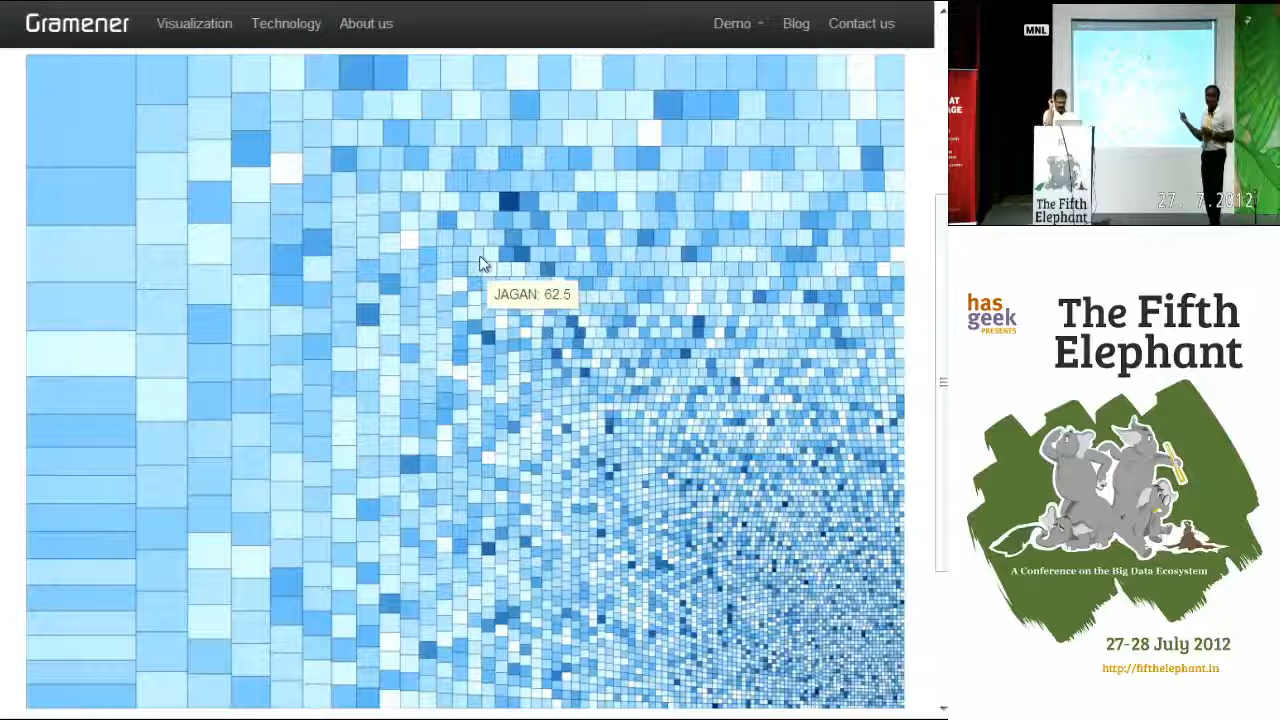 Gramener
Visualization
Technology
About us
Demo
Blog
Contact us
JAGAN: 62.5
MNL
AT
AGE
The Fifth
Elephant
27. 7.2012
has
geek
PRESENTS
The Fifth
Elephant
A Conference on the Big Data Ecosystem
27-28 July 2012
http://fifthelephant.in